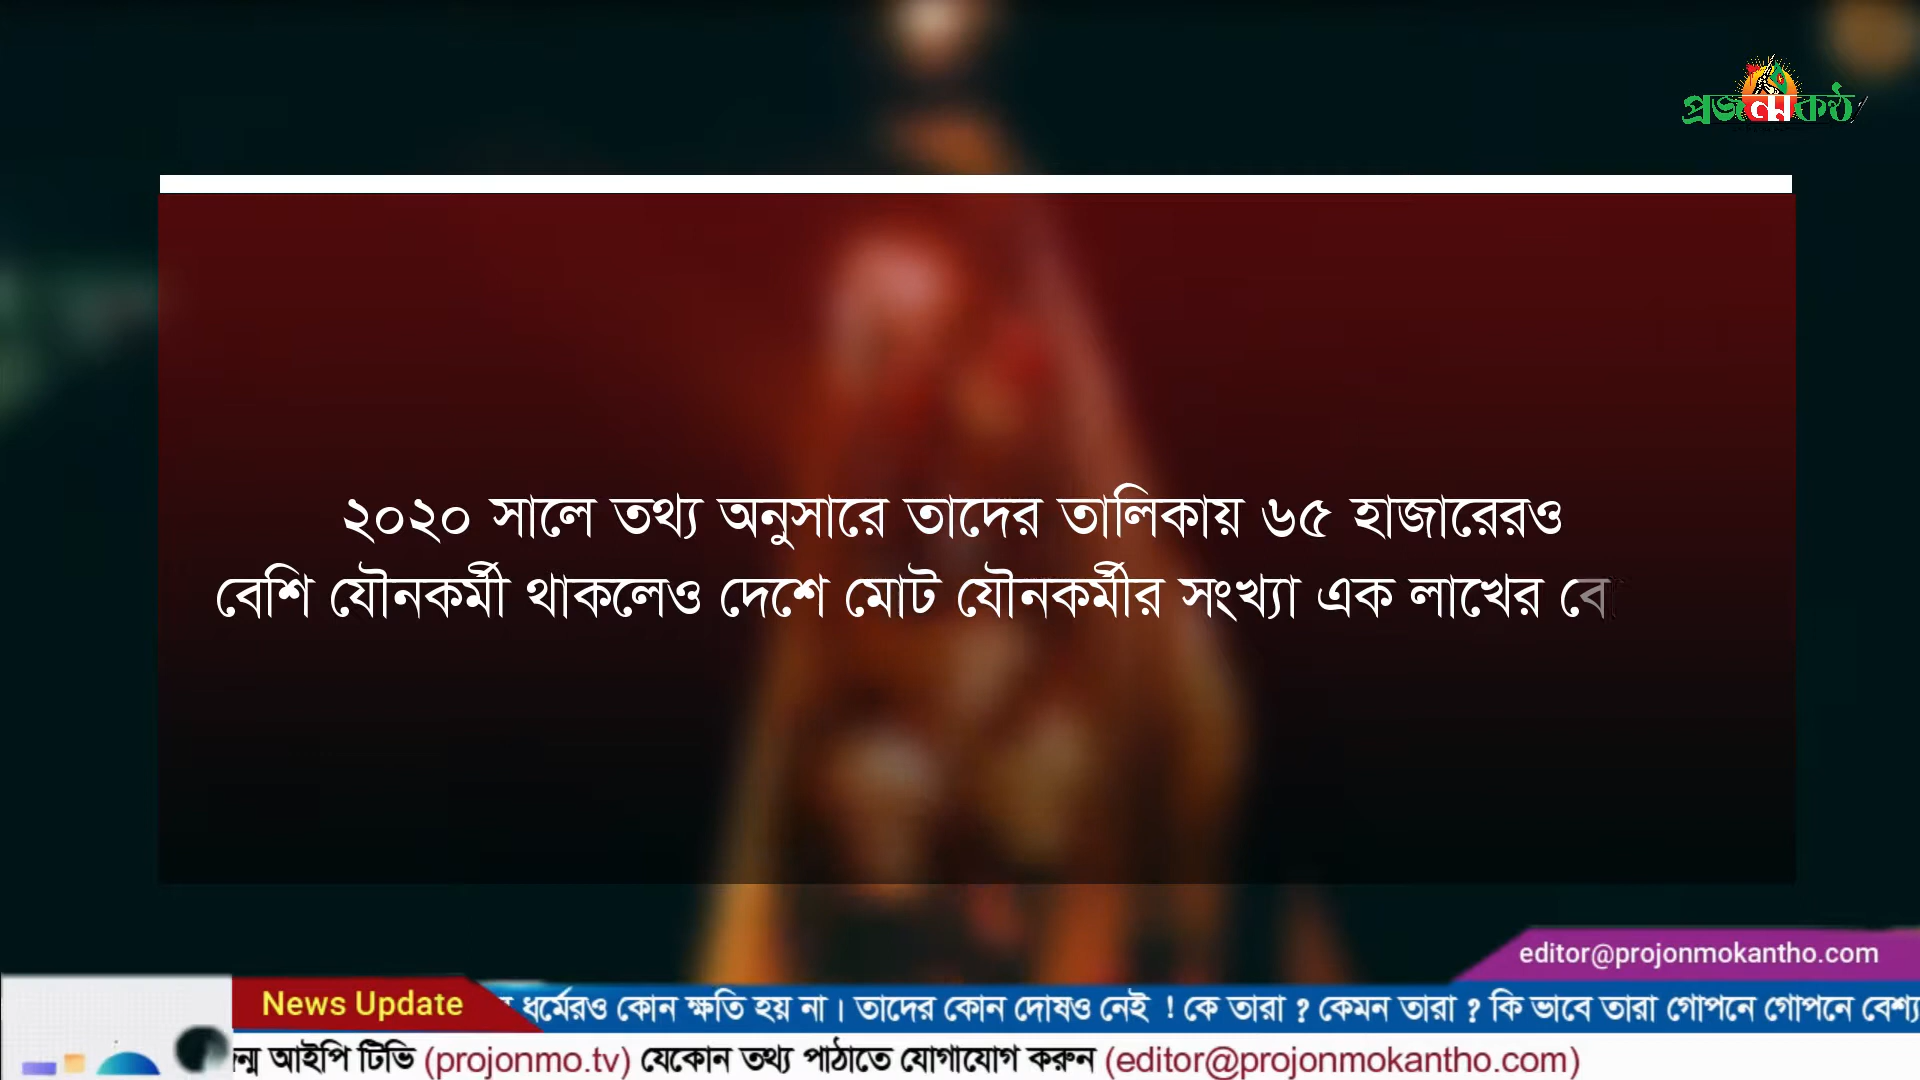 প্রজন্মকণ্ঠ
২০২০ সালে তথ্য অনুসারে তাদের তালিকায় ৬৫ হাজারেরও
বেশি যৌনকর্মী থাকলেও দেশে মোট যৌনকর্মীর সংখ্যা এক লাখের
editor@projonmokantho.com
News Update
ধর্মেরও কোন ক্ষতি হয় না। তাদের কোন দোষও নেই ! কে তারা ? কেমন তারা ? কি ভাবে তারা গোপনে গোপনে
আইপি টিভি (projonmo.tv) যেকোন তথ্য পাঠাতে যোগাযোগ করুন (editor@projonmokantho.com)